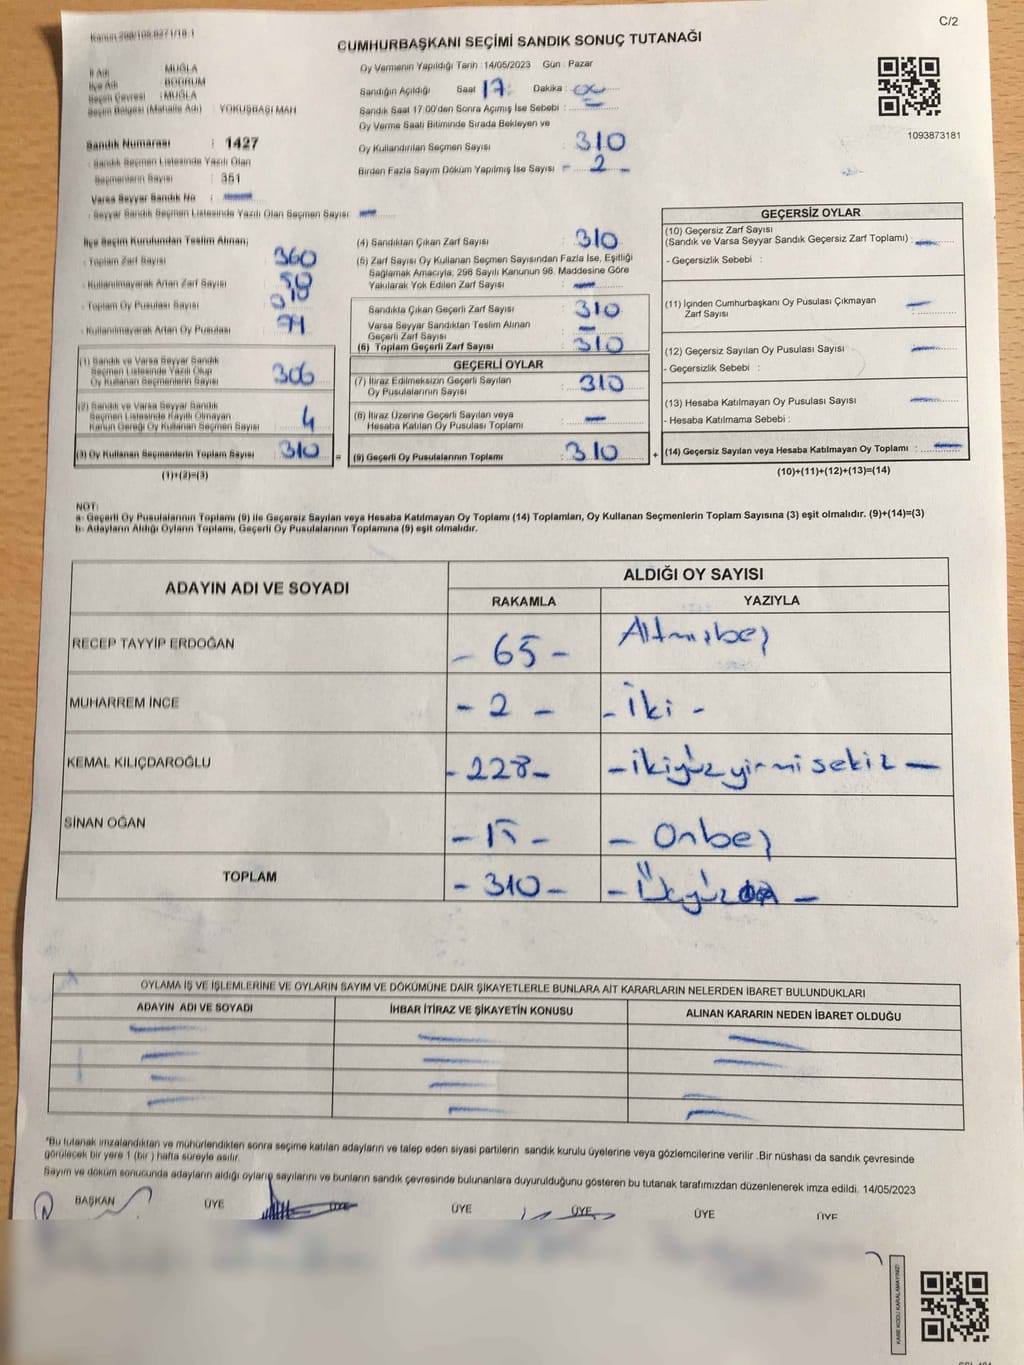 C/2
Kanun 298/109.6271/19-1
CUMHURBAŞKANI SEÇİMİ SANDIK SONUÇ TUTANAĞI
İl Adı : MUĞLA
İlçe Adı : BODRUM
Seçim Çevresi : MUĞLA
Seçim Bölgesi (Mahalle Adı) : YOKUŞBAŞI MAH
Sandık Numarası : 1427
- Sandık Seçmen Listesinde Yazılı Olan
Seçmenlerin Sayısı : 351
Varsa Seyyar Sandık No : —
- Seyyar Sandık Seçmen Listesinde Yazılı Olan Seçmen Sayısı : —
Oy Vermenin Yapıldığı Tarih : 14/05/2023 Gün : Pazar
Sandığın Açıldığı Saat 17 Dakika : 00
Sandık Saat 17.00'den Sonra Açımış İse Sebebi :
Oy Verme Saati Bitiminde Sırada Bekleyen ve
Oy Kullandırılan Seçmen Sayısı : 310
Birden Fazla Sayım Döküm Yapılmış İse Sayısı - 2 -
1093873181
İlçe Seçim Kurulundan Teslim Alınan;
- Toplam Zarf Sayısı : 360
- Kullanılmayarak Artan Zarf Sayısı : 50
- Toplam Oy Pusulası Sayısı :
- Kullanılmayarak Artan Oy Pusulası :
(1) Sandık ve Varsa Seyyar Sandık
Seçmen Listesinde Yazılı Olup
Oy Kullanan Seçmenlerin Sayısı : 306
(2) Sandık ve Varsa Seyyar Sandık
Seçmen Listesinde Kayıtlı Olmayan
Kanun Gereği Oy Kullanan Seçmen Sayısı : 4
(3) Oy Kullanan Seçmenlerin Toplam Sayısı : 310 =
(1)+(2)=(3)
(4) Sandıktan Çıkan Zarf Sayısı : 310
(5) Zarf Sayısı Oy Kullanan Seçmen Sayısından Fazla İse, Eşitliği
Sağlamak Amacıyla; 298 Sayılı Kanunun 98. Maddesine Göre
Yakılarak Yok Edilen Zarf Sayısı : —
Sandıkta Çıkan Geçerli Zarf Sayısı : 310
Varsa Seyyar Sandıktan Teslim Alınan
Geçerli Zarf Sayısı : —
(6) Toplam Geçerli Zarf Sayısı : 310
GEÇERLİ OYLAR
(7) İtiraz Edilmeksizin Geçerli Sayılan
Oy Pusulalarının Sayısı : 310
(8) İtiraz Üzerine Geçerli Sayılan veya
Hesaba Katılan Oy Pusulası Toplamı : —
(9) Geçerli Oy Pusulalarının Toplamı : 310 +
GEÇERSİZ OYLAR
(10) Geçersiz Zarf Sayısı
(Sandık ve Varsa Seyyar Sandık Geçersiz Zarf Toplamı) : —
- Geçersizlik Sebebi :
(11) İçinden Cumhurbaşkanı Oy Pusulası Çıkmayan
Zarf Sayısı : —
(12) Geçersiz Sayılan Oy Pusulası Sayısı : —
- Geçersizlik Sebebi :
(13) Hesaba Katılmayan Oy Pusulası Sayısı : —
- Hesaba Katılmama Sebebi :
(14) Geçersiz Sayılan veya Hesaba Katılmayan Oy Toplamı : —
(10)+(11)+(12)+(13)=(14)
NOT:
a- Geçerli Oy Pusulalarının Toplamı (9) ile Geçersiz Sayılan veya Hesaba Katılmayan Oy Toplamı (14) Toplamları, Oy Kullanan Seçmenlerin Toplam Sayısına (3) eşit olmalıdır. (9)+(14)=(3)
b- Adayların Aldığı Oyların Toplamı, Geçerli Oy Pusulalarının Toplamına (9) eşit olmalıdır.
ADAYIN ADI VE SOYADI
ALDIĞI OY SAYISI
RAKAMLA YAZIYLA
RECEP TAYYİP ERDOĞAN - 65 - Altmışbeş
MUHARREM İNCE - 2 - - İki -
KEMAL KILIÇDAROĞLU - 228 - - İkiyüzyirmisekiz -
SİNAN OĞAN - 15 - - Onbeş
TOPLAM - 310 - - Üçyüzon -
OYLAMA İŞ VE İŞLEMLERİNE VE OYLARIN SAYIM VE DÖKÜMÜNE DAİR ŞİKAYETLERLE BUNLARA AİT KARARLARIN NELERDEN İBARET BULUNDUKLARI
ADAYIN ADI VE SOYADI İHBAR İTİRAZ VE ŞİKAYETİN KONUSU ALINAN KARARIN NEDEN İBARET OLDUĞU
*Bu tutanak imzalandıktan ve mühürlendikten sonra seçime katılan adayların ve talep eden siyasi partilerin sandık kurulu üyelerine veya gözlemcilerine verilir .Bir nüshası da sandık çevresinde
görülecek bir yere 1 (bir ) hafta süreyle asılır.
Sayım ve döküm sonucunda adayların aldığı oyların sayılarını ve bunların sandık çevresinde bulunanlara duyurulduğunu gösteren bu tutanak tarafımızdan düzenlenerek imza edildi. 14/05/2023
BAŞKAN ÜYE ÜYE ÜYE ÜYE ÜYE ÜYE
KARE KODU KARALAMAYINIZ!